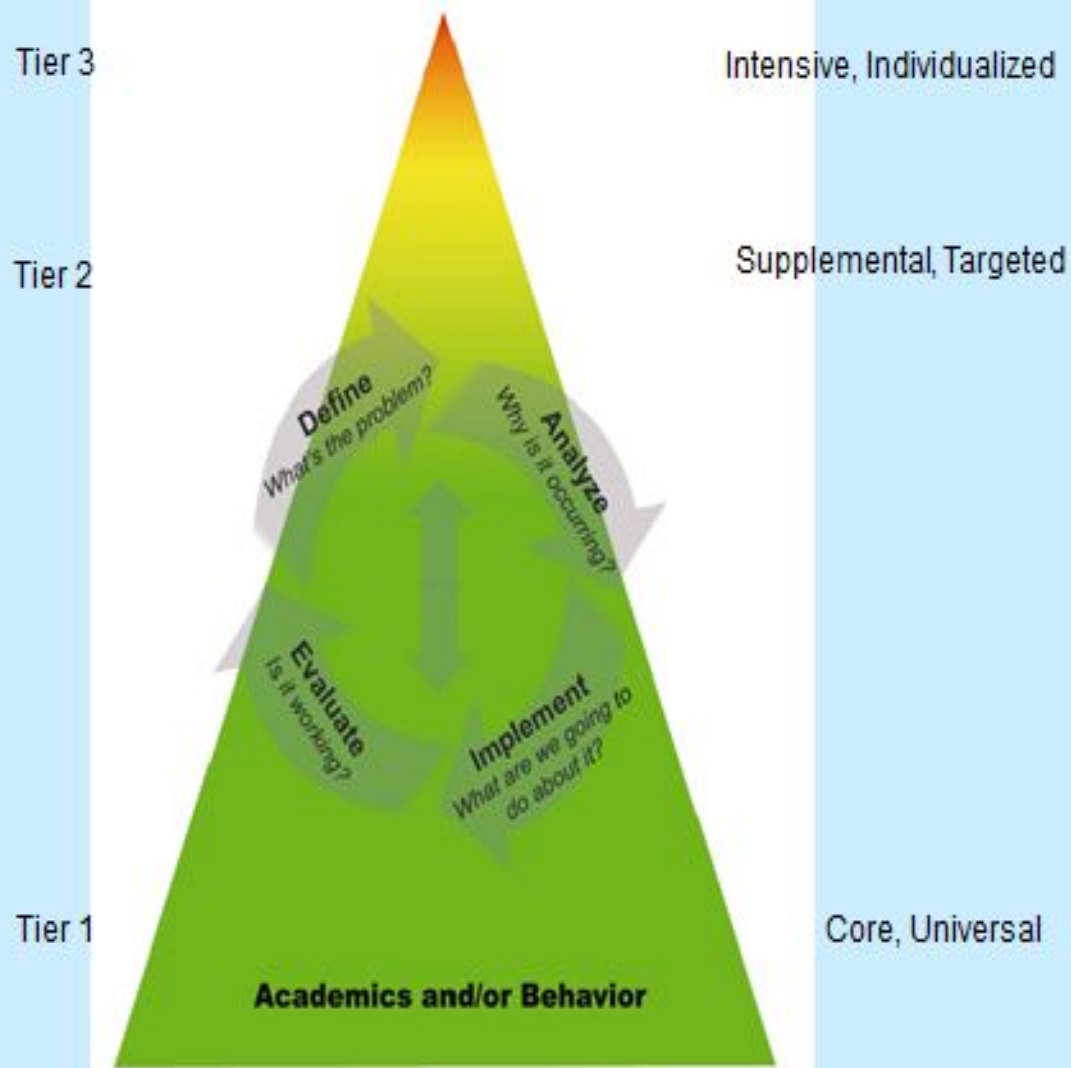 Tier 3
Intensive, Individualized
Tier 2
Supplemental, Targeted
Define
What's the problem?
Analyze
Why is it occurring?
Implement
What are we going to
do about it?
Evaluate
Is it working?
Tier 1
Core, Universal
Academics and/or Behavior